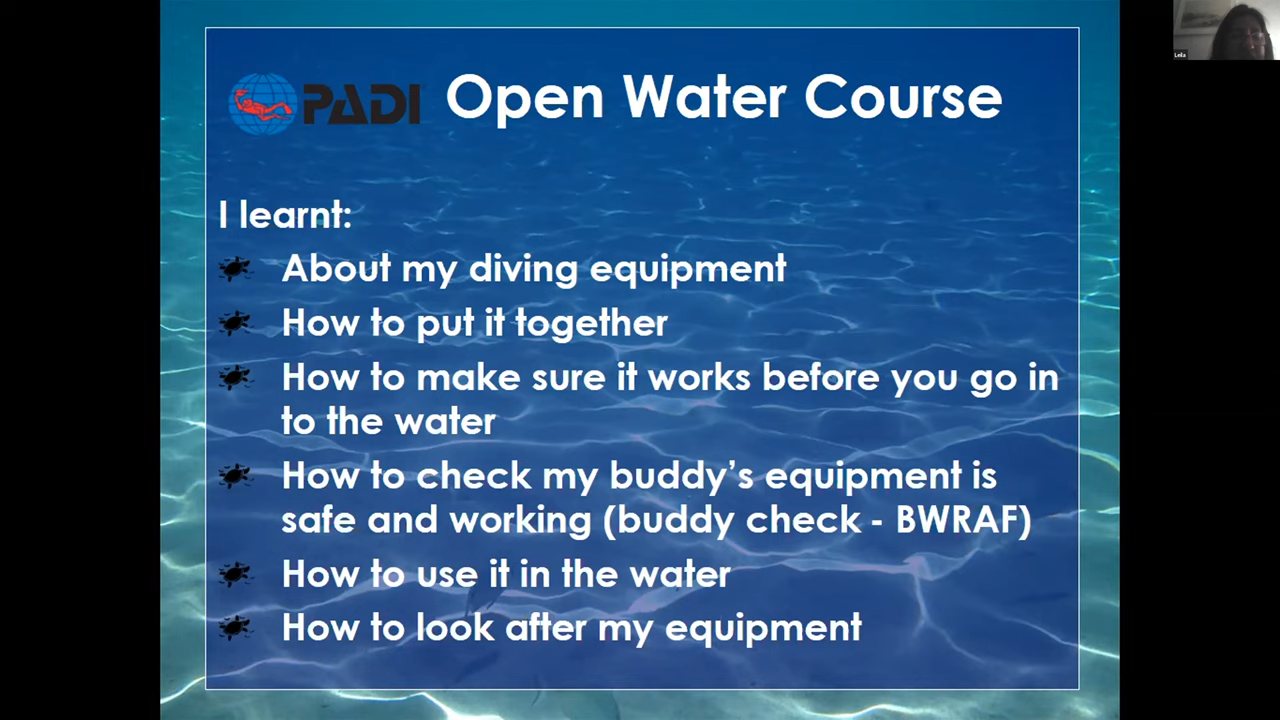 PADI Open Water Course
Leila
I learnt:
About my diving equipment
How to put it together
How to make sure it works before you go in
to the water
How to check my buddy's equipment is
safe and working (buddy check - BWRAF)
How to use it in the water
How to look after my equipment